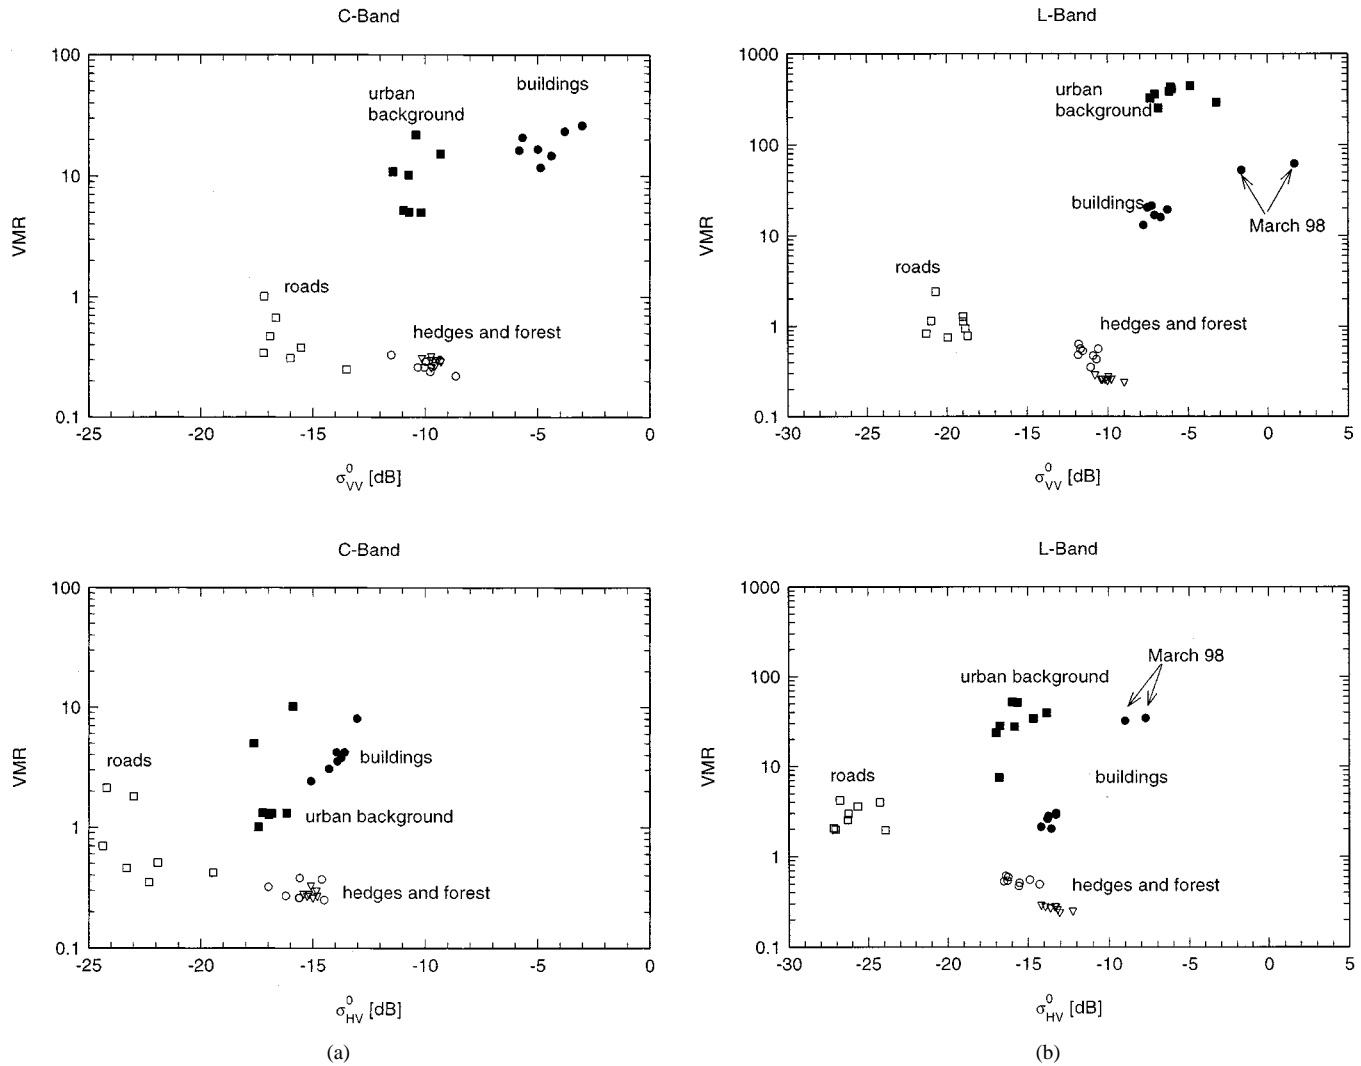 C-Band
100
10
1
0.1
VMR
urban
background
buildings
roads
hedges and forest
-25
-20
-15
-10
-5
0
σ⁰VV [dB]
L-Band
1000
100
10
1
0.1
VMR
urban
background
buildings
March 98
roads
hedges and forest
-30
-25
-20
-15
-10
-5
0
5
σ⁰VV [dB]
C-Band
100
10
1
0.1
VMR
roads
buildings
urban background
hedges and forest
-25
-20
-15
-10
-5
0
σ⁰HV [dB]
(a)
L-Band
1000
100
10
1
0.1
VMR
March 98
urban background
roads
buildings
hedges and forest
-30
-25
-20
-15
-10
-5
0
5
σ⁰HV [dB]
(b)